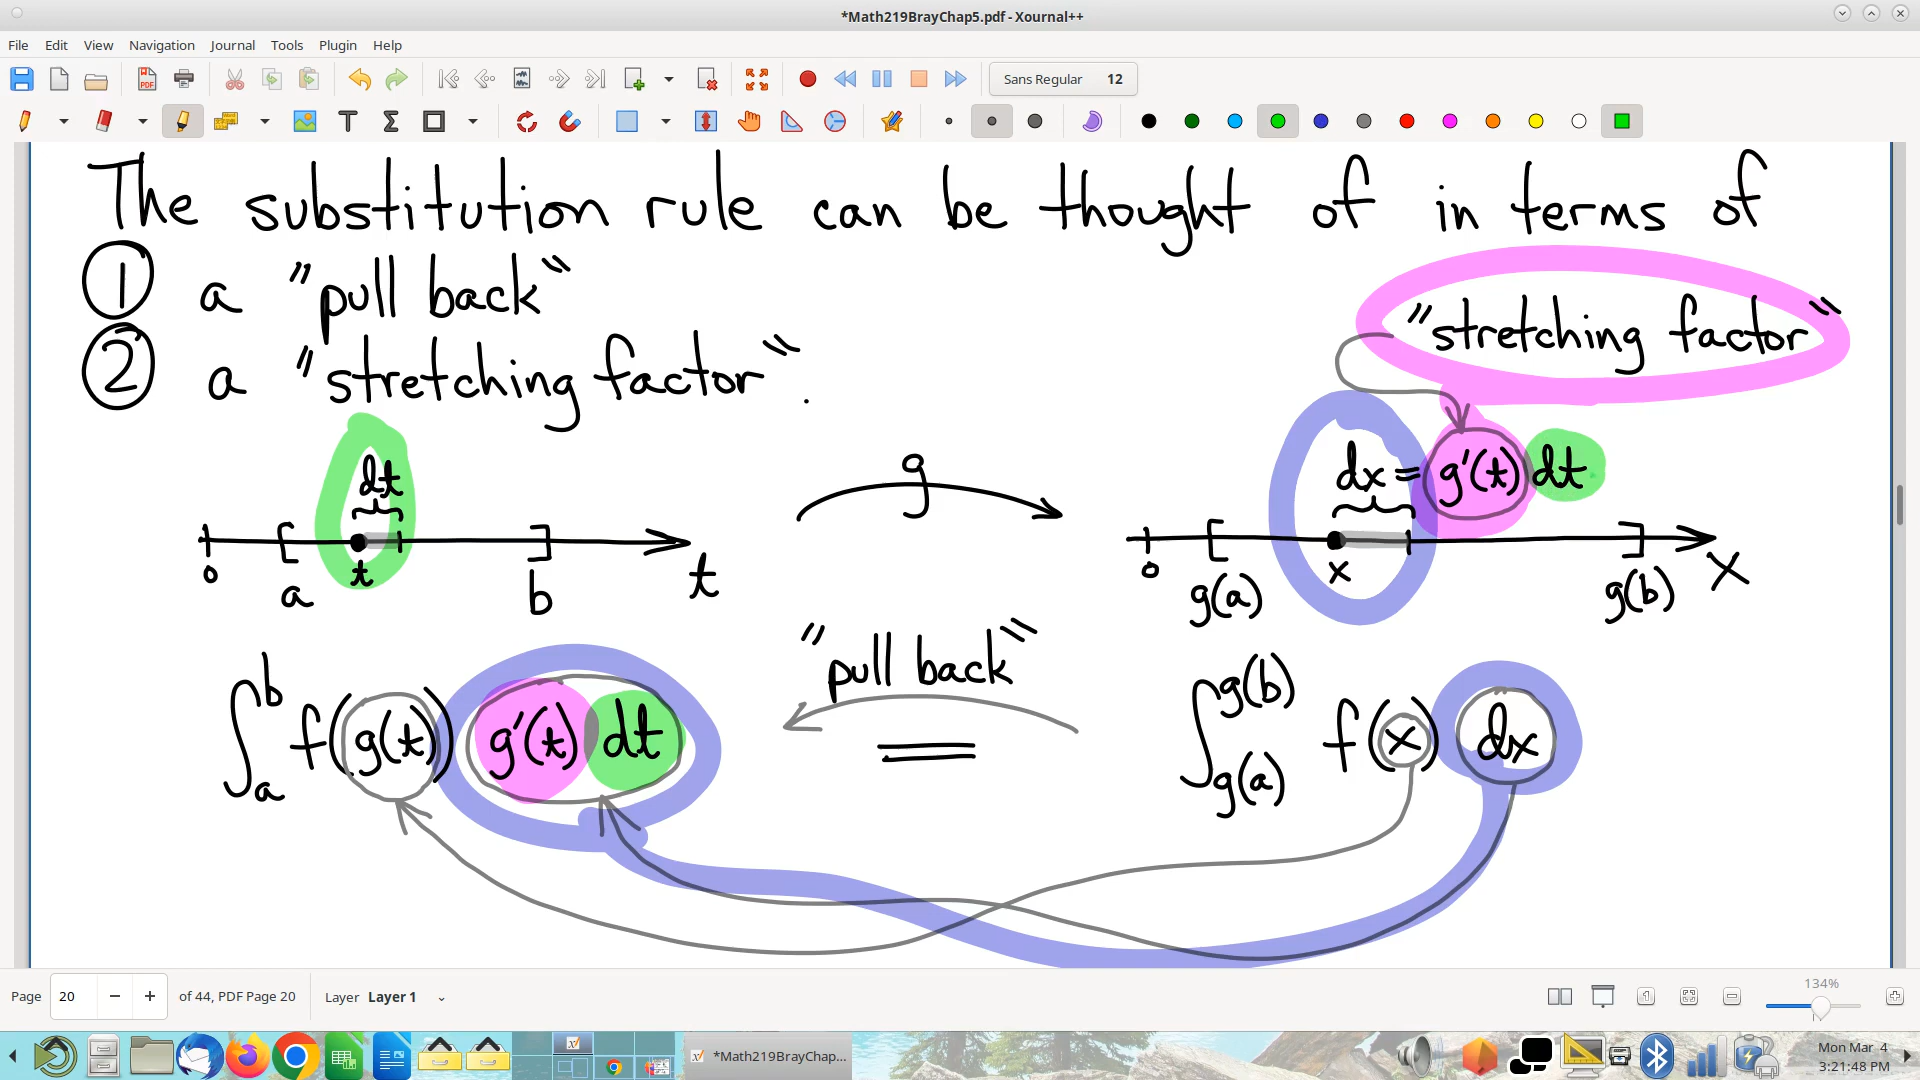 *Math219BrayChap5.pdf - Xournal++
File Edit View Navigation Journal Tools Plugin Help
Sans Regular 12
The substitution rule can be thought of in terms of
① a "pull back"
② a "stretching factor".
"stretching factor"
dt
g
dx = g'(t) dt
0 a t b t
0 g(a) x g(b) x
"pull back"
∫_a^b f(g(t)) g'(t) dt = ∫_{g(a)}^{g(b)} f(x) dx
Page 20 − + of 44, PDF Page 20 Layer Layer 1 134%
*Math219BrayChap...
Mon Mar 4
3:21:48 PM